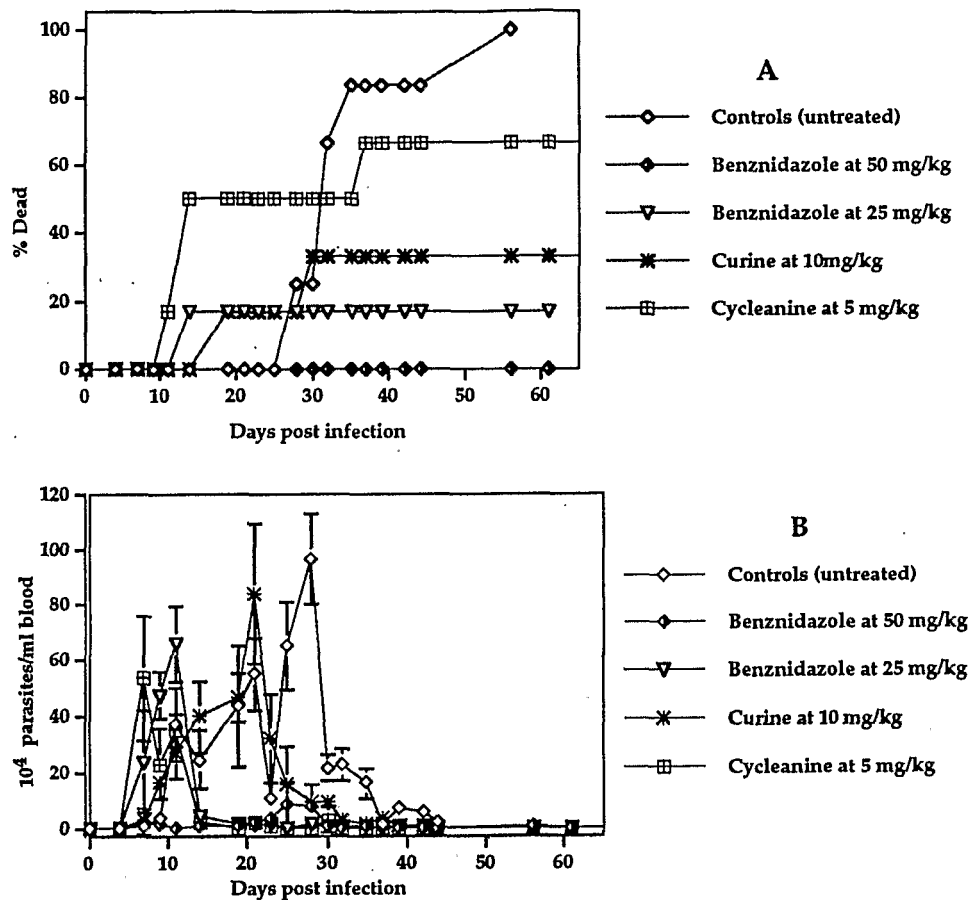 A
% Dead
100
80
60
40
20
0
0 10 20 30 40 50 60
Days post infection
Controls (untreated)
Benznidazole at 50 mg/kg
Benznidazole at 25 mg/kg
Curine at 10mg/kg
Cycleanine at 5 mg/kg
B
10⁴ parasites/ml blood
120
100
80
60
40
20
0
0 10 20 30 40 50 60
Days post infection
Controls (untreated)
Benznidazole at 50 mg/kg
Benznidazole at 25 mg/kg
Curine at 10 mg/kg
Cycleanine at 5 mg/kg